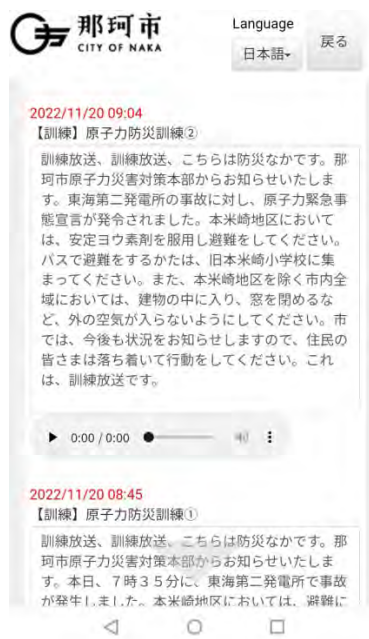 那珂市
CITY OF NAKA
Language
日本語
戻る
2022/11/20 09:04
【訓練】原子力防災訓練②
訓練放送、訓練放送、こちらは防災なかです。那
珂市原子力災害対策本部からお知らせいたしま
す。東海第二発電所の事故に対し、原子力緊急事
態宣言が発令されました。本米崎地区において
は、安定ヨウ素剤を服用し避難をしてください。
バスで避難をするかたは、旧本米崎小学校に集
まってください。また、本米崎地区を除く市内全
域においては、建物の中に入り、窓を閉めるな
ど、外の空気が入らないようにしてください。市
では、今後も状況をお知らせしますので、住民の
皆さまは落ち着いて行動をしてください。これ
は、訓練放送です。
0:00 / 0:00
2022/11/20 08:45
【訓練】原子力防災訓練①
訓練放送、訓練放送、こちらは防災なかです。那
珂市原子力災害対策本部からお知らせいたしま
す。本日、７時３５分に、東海第二発電所で事故
が発生しました。本米崎地区においては、避難に